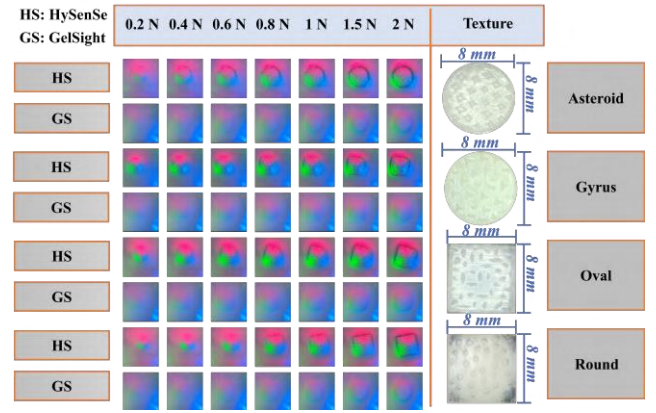 HS: HySenSe
GS: GelSight
0.2 N 0.4 N 0.6 N 0.8 N 1 N 1.5 N 2 N Texture
HS
GS
8 mm
8 mm
Asteroid
HS
GS
8 mm
8 mm
Gyrus
HS
GS
8 mm
8 mm
Oval
HS
GS
8 mm
8 mm
Round